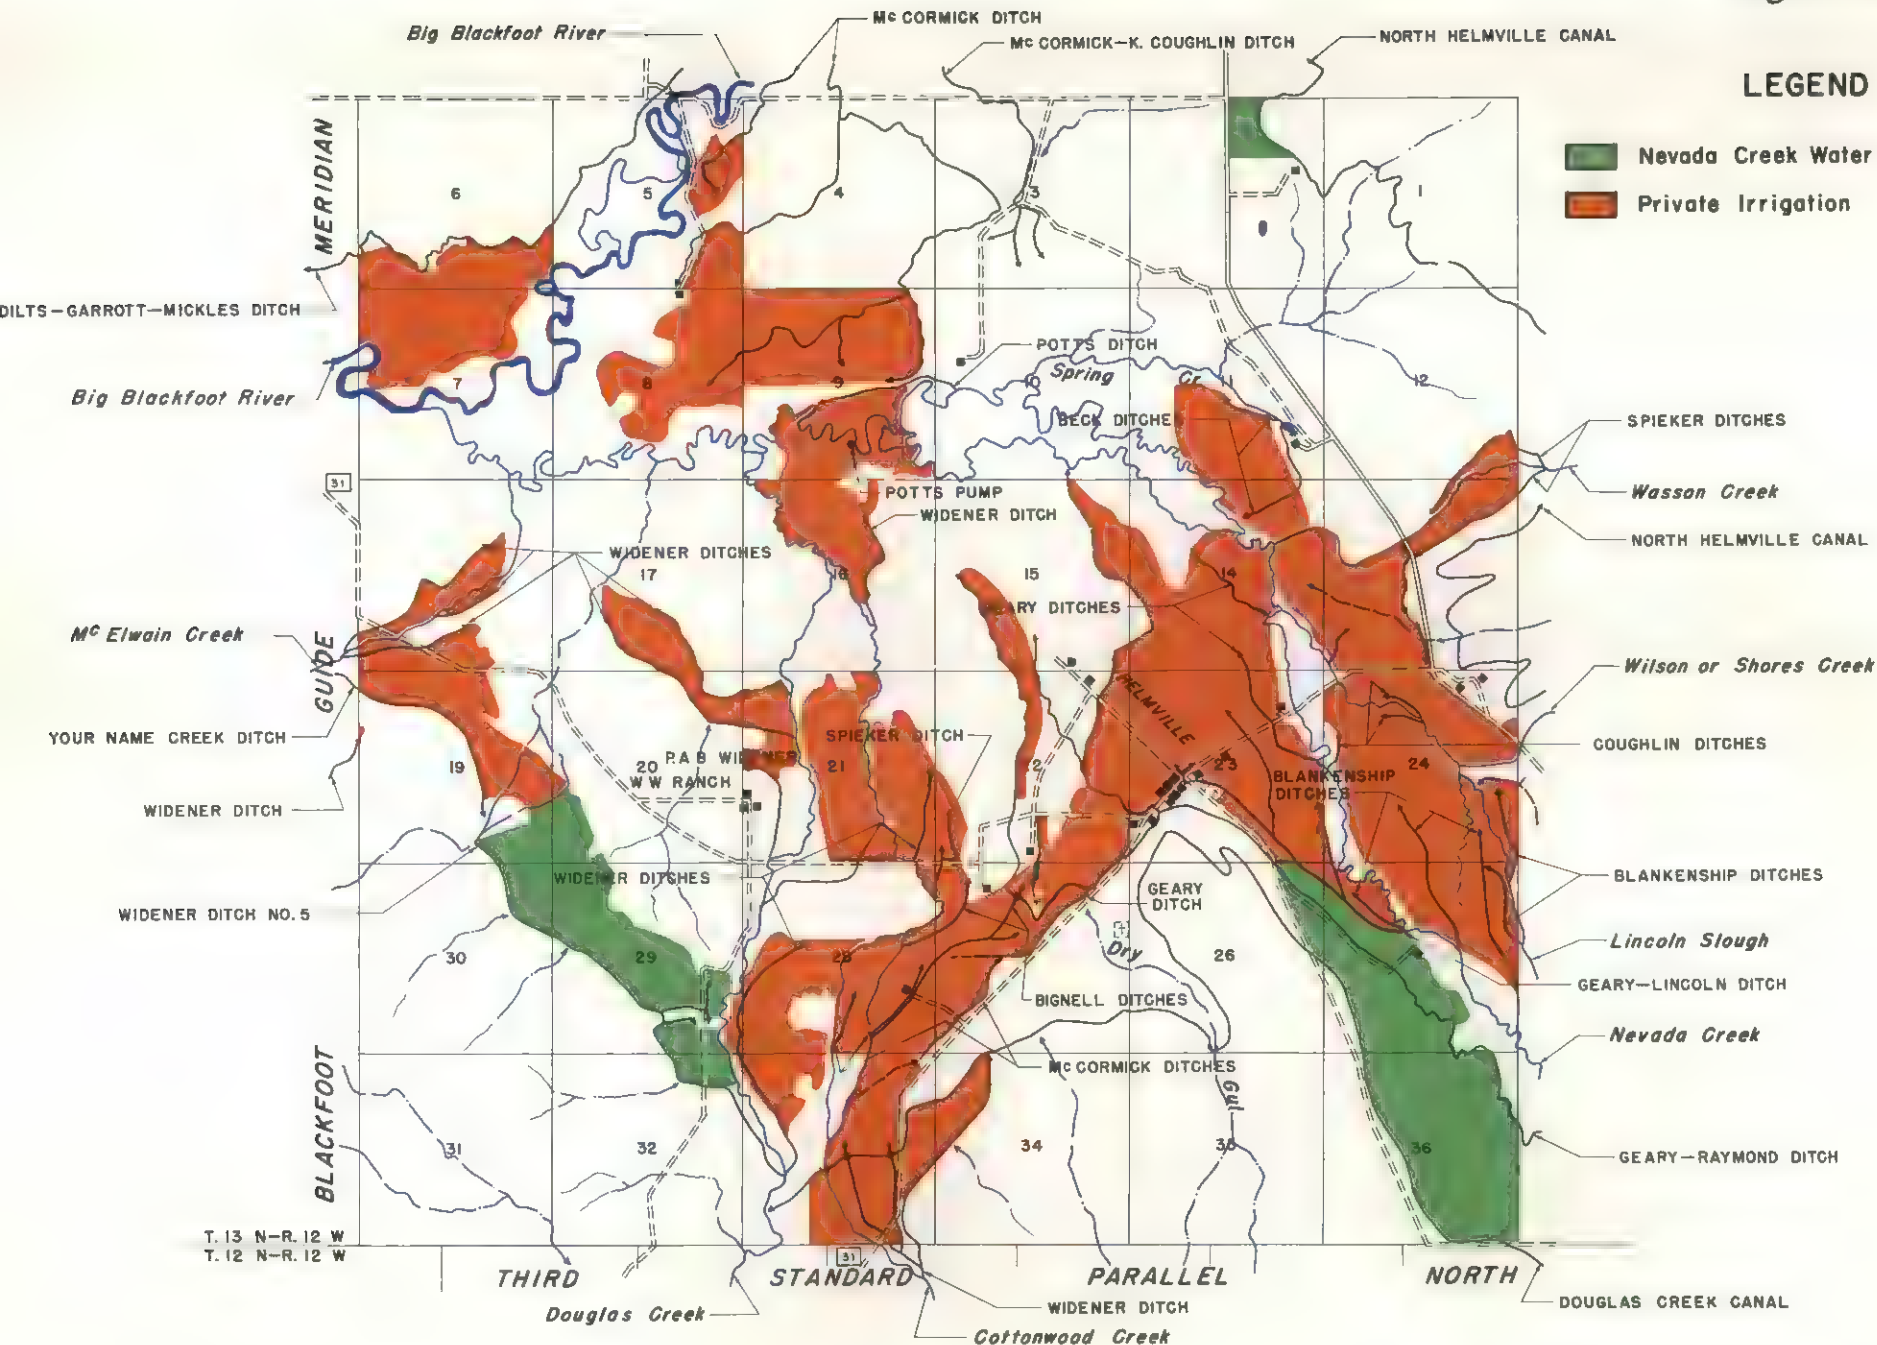 Mc CORMICK DITCH
Big Blackfoot River
Mc CORMICK-K. COUGHLIN DITCH
NORTH HELMVILLE CANAL
LEGEND
Nevada Creek Water
Private Irrigation
MERIDIAN
6
5
4
3
1
DILTS-GARROTT-MICKLES DITCH
POTTS DITCH
Spring Cr.
Big Blackfoot River
7
8
9
10
11
12
BECK DITCHE
SPIEKER DITCHES
31
POTTS PUMP
Wasson Creek
WIDENER DITCH
NORTH HELMVILLE CANAL
WIDENER DITCHES
17
16
15
14
ARY DITCHES
Mc Elwain Creek
GUIDE
Wilson or Shores Creek
HELMVILLE
YOUR NAME CREEK DITCH
SPIEKER DITCH
COUGHLIN DITCHES
19
20
P.A B WIDENER
W W RANCH
21
2
23
24
BLANKENSHIP
DITCHES
WIDENER DITCH
WIDENER DITCHES
BLANKENSHIP DITCHES
GEARY
DITCH
WIDENER DITCH NO. 5
Dry
Lincoln Slough
30
29
28
26
GEARY-LINCOLN DITCH
BIGNELL DITCHES
Nevada Creek
BLACKFOOT
Mc CORMICK DITCHES
Gul
31
32
34
35
36
GEARY-RAYMOND DITCH
T. 13 N-R. 12 W
T. 12 N-R. 12 W
31
THIRD STANDARD PARALLEL NORTH
DOUGLAS CREEK CANAL
Douglas Creek
WIDENER DITCH
Cottonwood Creek